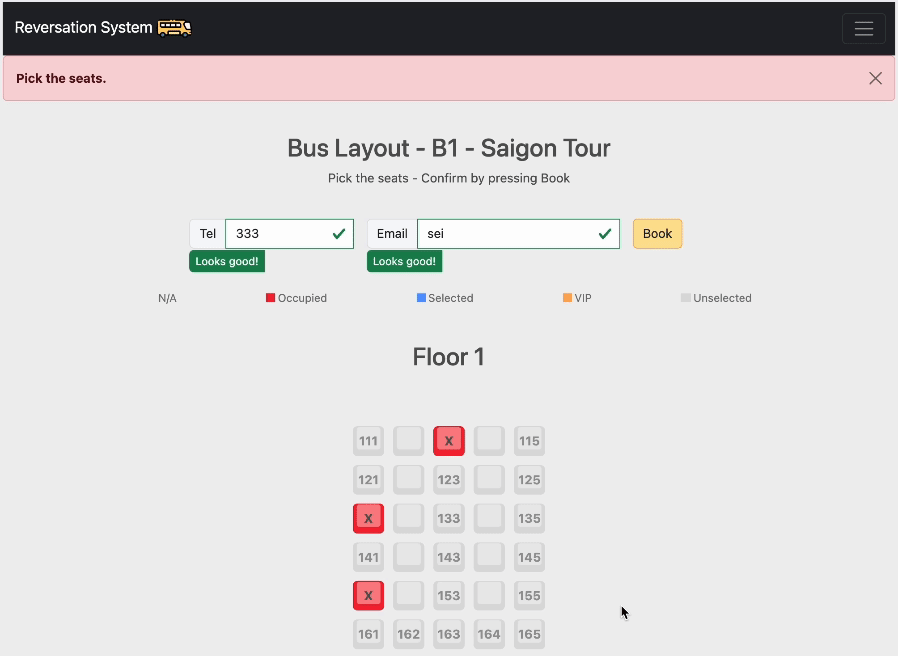 Reversation System
Pick the seats.
Bus Layout - B1 - Saigon Tour
Pick the seats - Confirm by pressing Book
Tel 333 Email sei Book
Looks good! Looks good!
N/A Occupied Selected VIP Unselected
Floor 1
111 X 115
121 123 125
X 133 135
141 143 145
X 153 155
161 162 163 164 165